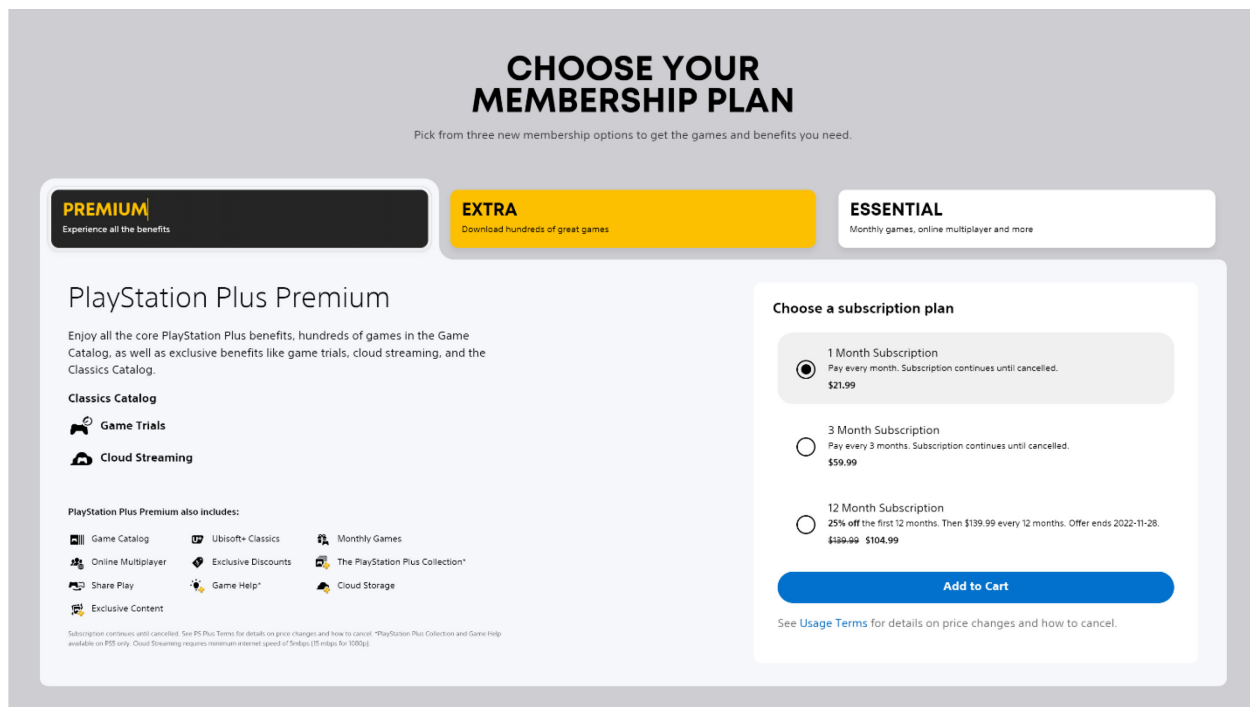 CHOOSE YOUR
MEMBERSHIP PLAN
Pick from three new membership options to get the games and benefits you need.
PREMIUM
Experience all the benefits
EXTRA
Download hundreds of great games
ESSENTIAL
Monthly games, online multiplayer and more
PlayStation Plus Premium
Enjoy all the core PlayStation Plus benefits, hundreds of games in the Game
Catalog, as well as exclusive benefits like game trials, cloud streaming, and the
Classics Catalog.
Classics Catalog
Game Trials
Cloud Streaming
PlayStation Plus Premium also includes:
Game Catalog
Ubisoft+ Classics
Monthly Games
Online Multiplayer
Exclusive Discounts
The PlayStation Plus Collection*
Share Play
Game Help*
Cloud Storage
Exclusive Content
Subscription continues until cancelled. See PS Plus Terms for details on price changes and how to cancel. *PlayStation Plus Collection and Game Help
available on PS5 only. Cloud Streaming requires minimum internet speed of 5mbps (15 mbps for 1080p).
Choose a subscription plan
1 Month Subscription
Pay every month. Subscription continues until cancelled.
$21.99
3 Month Subscription
Pay every 3 months. Subscription continues until cancelled.
$59.99
12 Month Subscription
25% off the first 12 months. Then $139.99 every 12 months. Offer ends 2022-11-28.
$139.99 $104.99
Add to Cart
See Usage Terms for details on price changes and how to cancel.